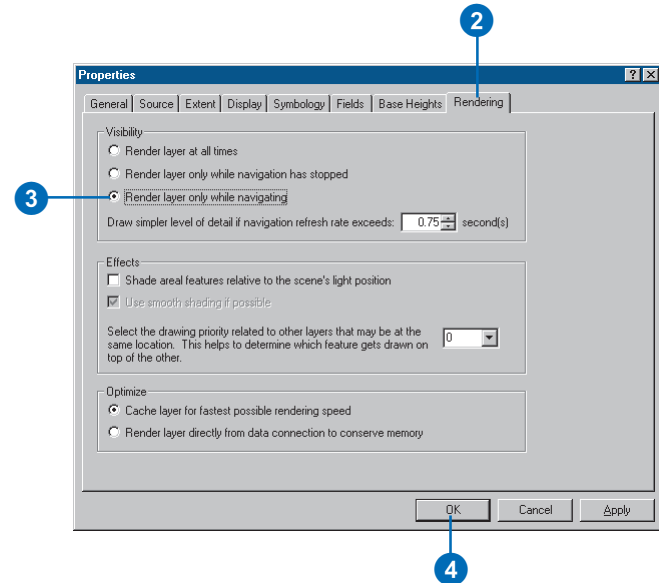 2
Properties
General Source Extent Display Symbology Fields Base Heights Rendering
Visibility
Render layer at all times
Render layer only while navigation has stopped
3
Render layer only while navigating
Draw simpler level of detail if navigation refresh rate exceeds: 0.75 second(s)
Effects
Shade areal features relative to the scene's light position
Use smooth shading if possible
Select the drawing priority related to other layers that may be at the
same location. This helps to determine which feature gets drawn on
top of the other.
0
Optimize
Cache layer for fastest possible rendering speed
Render layer directly from data connection to conserve memory
OK Cancel Apply
4